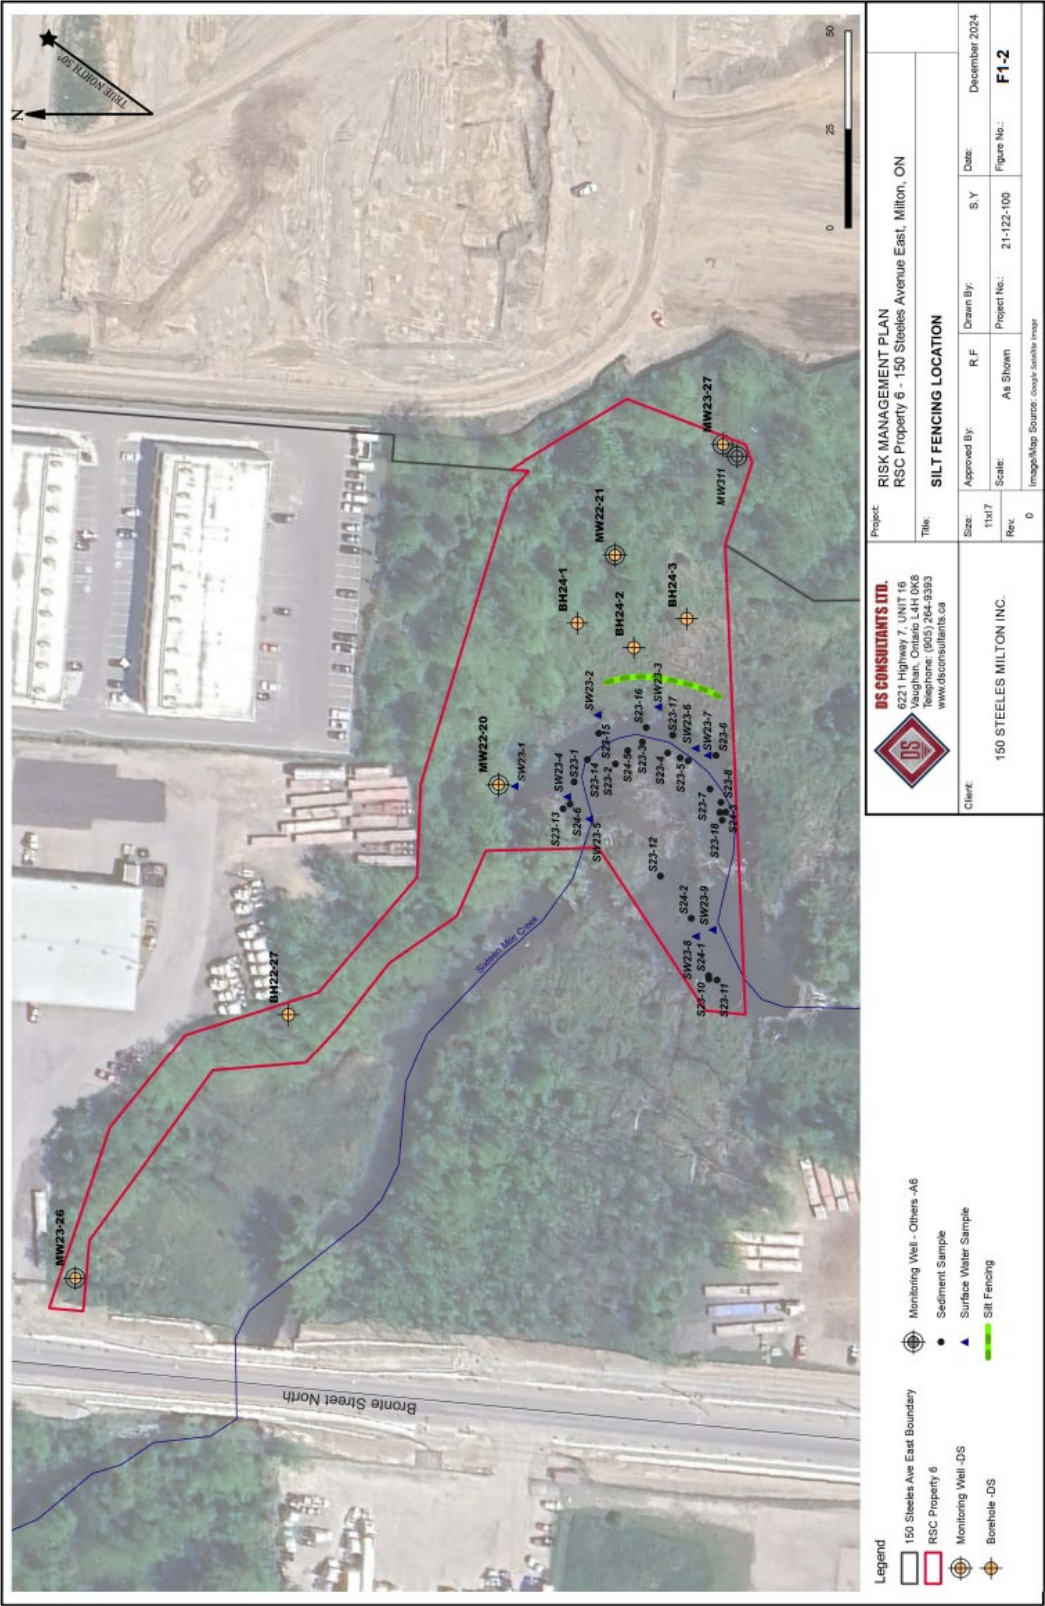 N
TRUE NORTH 50°
MW23-26
BH22-27
MW22-20
SW23-1
SW23-4
S23-1
S23-13
S24-6
SW23-5
S23-14
S23-2
S23-15
SW23-2
S24-5
S23-3
S23-16
SW23-3
S23-17
S23-4
SW23-6
S23-5
SW23-7
S23-6
S23-7
S23-8
S23-18
S23-12
S24-2
SW23-9
SW23-8
S24-1
S23-10
S23-11
BH24-1
BH24-2
BH24-3
MW22-21
MW23-27
MW311
Sixteen Mile Creek
Bronte Street North
0 25 50
Legend
150 Steeles Ave East Boundary
RSC Property 6
Monitoring Well -DS
Borehole -DS
Monitoring Well - Others -A6
Sediment Sample
Surface Water Sample
Silt Fencing
DS
DS CONSULTANTS LTD.
6221 Highway 7, UNIT 16
Vaughan, Ontario L4H 0K8
Telephone: (905) 264-9393
www.dsconsultants.ca
Client:
150 STEELES MILTON INC.
Project:
RISK MANAGEMENT PLAN
RSC Property 6 - 150 Steeles Avenue East, Milton, ON
Title:
SILT FENCING LOCATION
Size:
11x17
Approved By:
R.F
Drawn By:
S.Y
Date:
December 2024
Rev.
0
Scale:
As Shown
Project No.:
21-122-100
Figure No.:
F1-2
Image/Map Source: Google Satellite Image